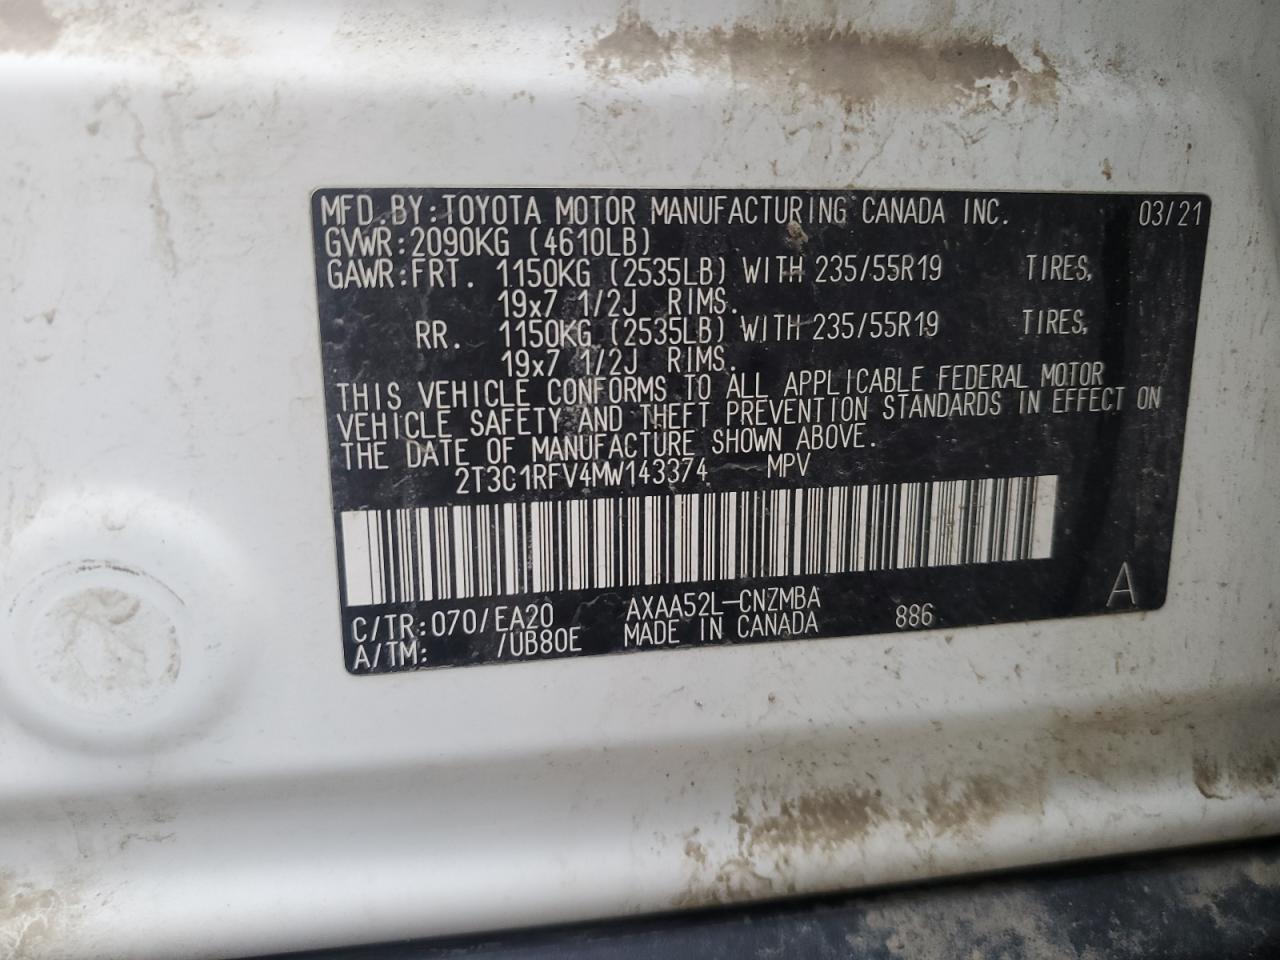 MFD.BY:TOYOTA MOTOR MANUFACTURING CANADA INC. 03/21
GVWR:2090KG (4610LB)
GAWR:FRT. 1150KG (2535LB) WITH 235/55R19 TIRES,
19x7 1/2J RIMS.
RR. 1150KG (2535LB) WITH 235/55R19 TIRES,
19x7 1/2J RIMS.
THIS VEHICLE CONFORMS TO ALL APPLICABLE FEDERAL MOTOR
VEHICLE SAFETY AND THEFT PREVENTION STANDARDS IN EFFECT ON
THE DATE OF MANUFACTURE SHOWN ABOVE.
2T3C1RFV4MW143374 MPV
C/TR:070/EA20 AXAA52L-CNZMBA A
A/TM: /UB80E MADE IN CANADA 886